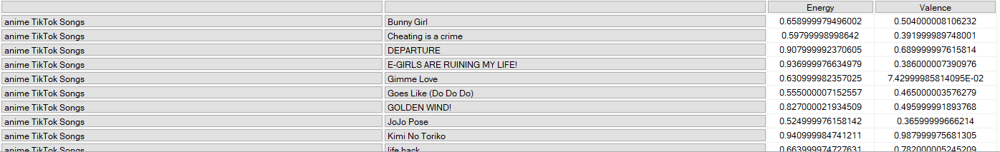 Energy Valence
anime TikTok Songs Bunny Girl 0.658999979496002 0.504000008106232
anime TikTok Songs Cheating is a crime 0.59799998998642 0.391999989748001
anime TikTok Songs DEPARTURE 0.907999992370605 0.689999997615814
anime TikTok Songs E-GIRLS ARE RUINING MY LIFE! 0.936999976634979 0.386000007390976
anime TikTok Songs Gimme Love 0.630999982357025 7.42999985814095E-02
anime TikTok Songs Goes Like (Do Do Do) 0.555000007152557 0.465000003576279
anime TikTok Songs GOLDEN WIND! 0.827000021934509 0.495999991893768
anime TikTok Songs JoJo Pose 0.524999976158142 0.36599999666214
anime TikTok Songs Kimi No Toriko 0.940999984741211 0.987999975681305
anime TikTok Songs life hack 0.663999974727631 0.782000005245209